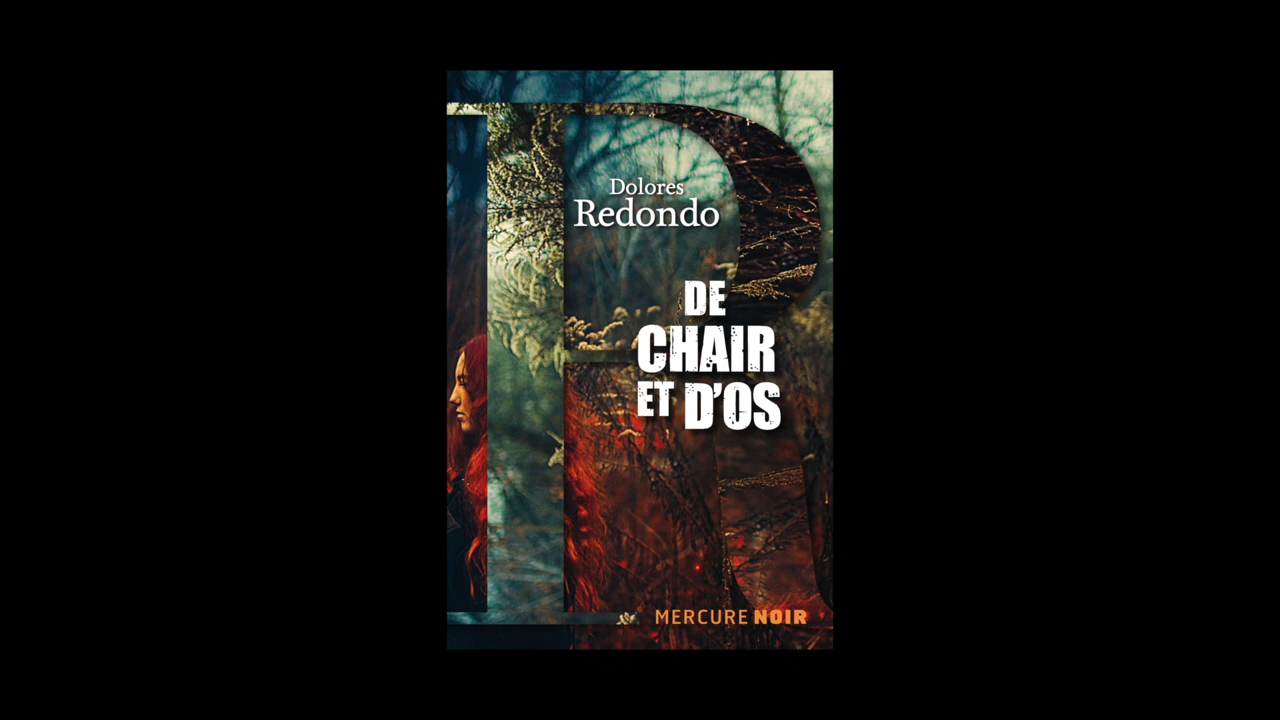 Dolores
Redondo
DE
CHAIR
ET D'OS
MERCURE NOIR